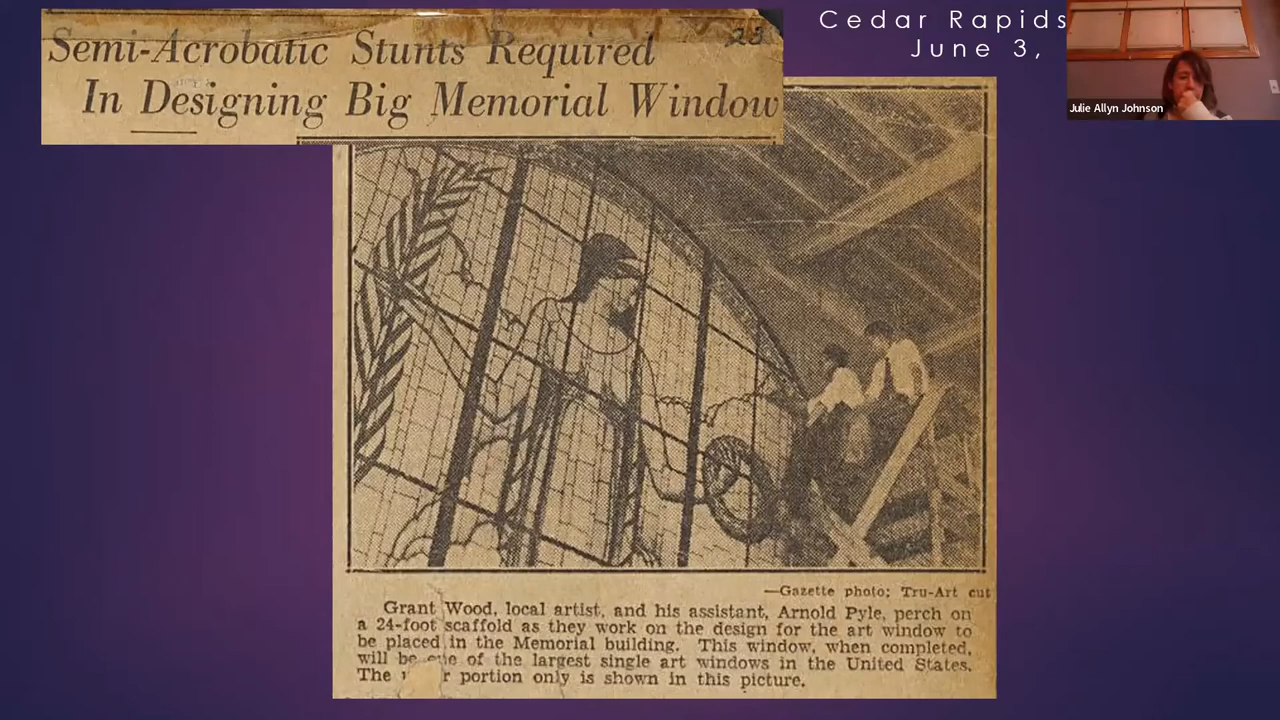 Semi-Acrobatic Stunts Required
In Designing Big Memorial Window
Cedar Rapids
June 3,
Julie Allyn Johnson
—Gazette photo; Tru-Art cut
Grant Wood, local artist, and his assistant, Arnold Pyle, perch on
a 24-foot scaffold as they work on the design for the art window to
be placed in the Memorial building. This window, when completed,
will be one of the largest single art windows in the United States.
The portion only is shown in this picture.